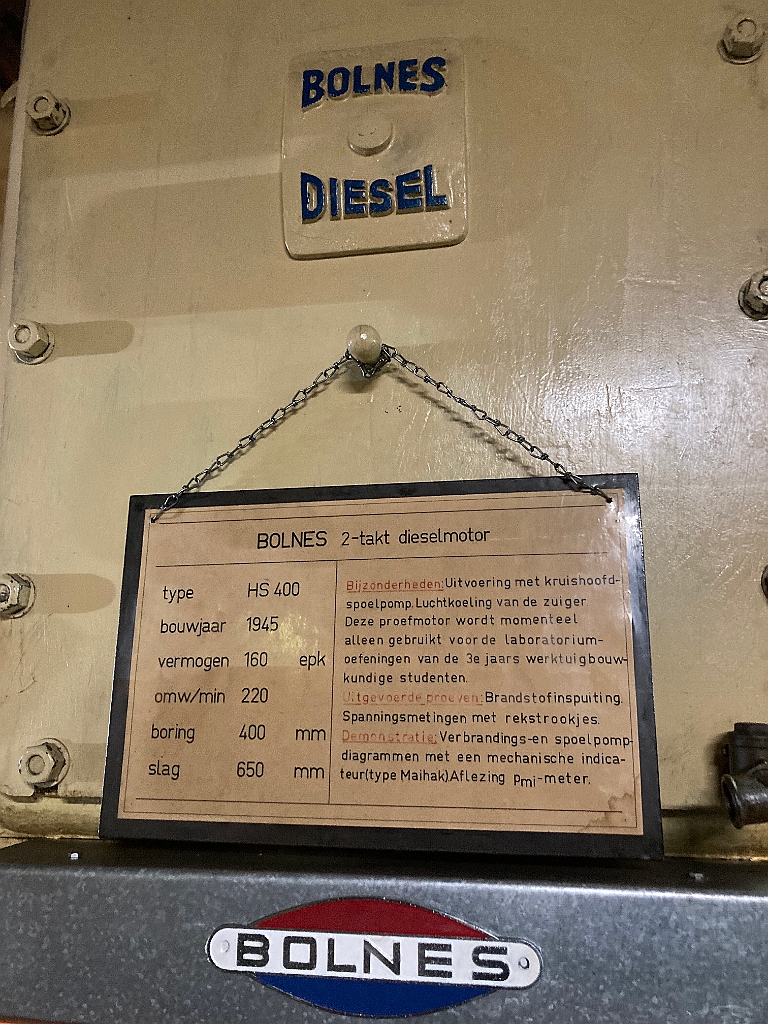 BOLNES
DIESEL
BOLNES 2-takt dieselmotor
type HS 400
bouwjaar 1945
vermogen 160 epk
omw/min 220
boring 400 mm
slag 650 mm
Bijzonderheden: Uitvoering met kruishoofd-
spoelpomp. Luchtkoeling van de zuiger
Deze proefmotor wordt momenteel
alleen gebruikt voor de laboratorium-
oefeningen van de 3e jaars werktuigbouw-
kundige studenten.
Uitgevoerde proeven: Brandstofinspuiting.
Spanningsmetingen met rekstrookjes.
Demonstratie: Verbrandings-en spoelpomp-
diagrammen met een mechanische indica-
teur(type Maihak).Aflezing pmi-meter.
BOLNES